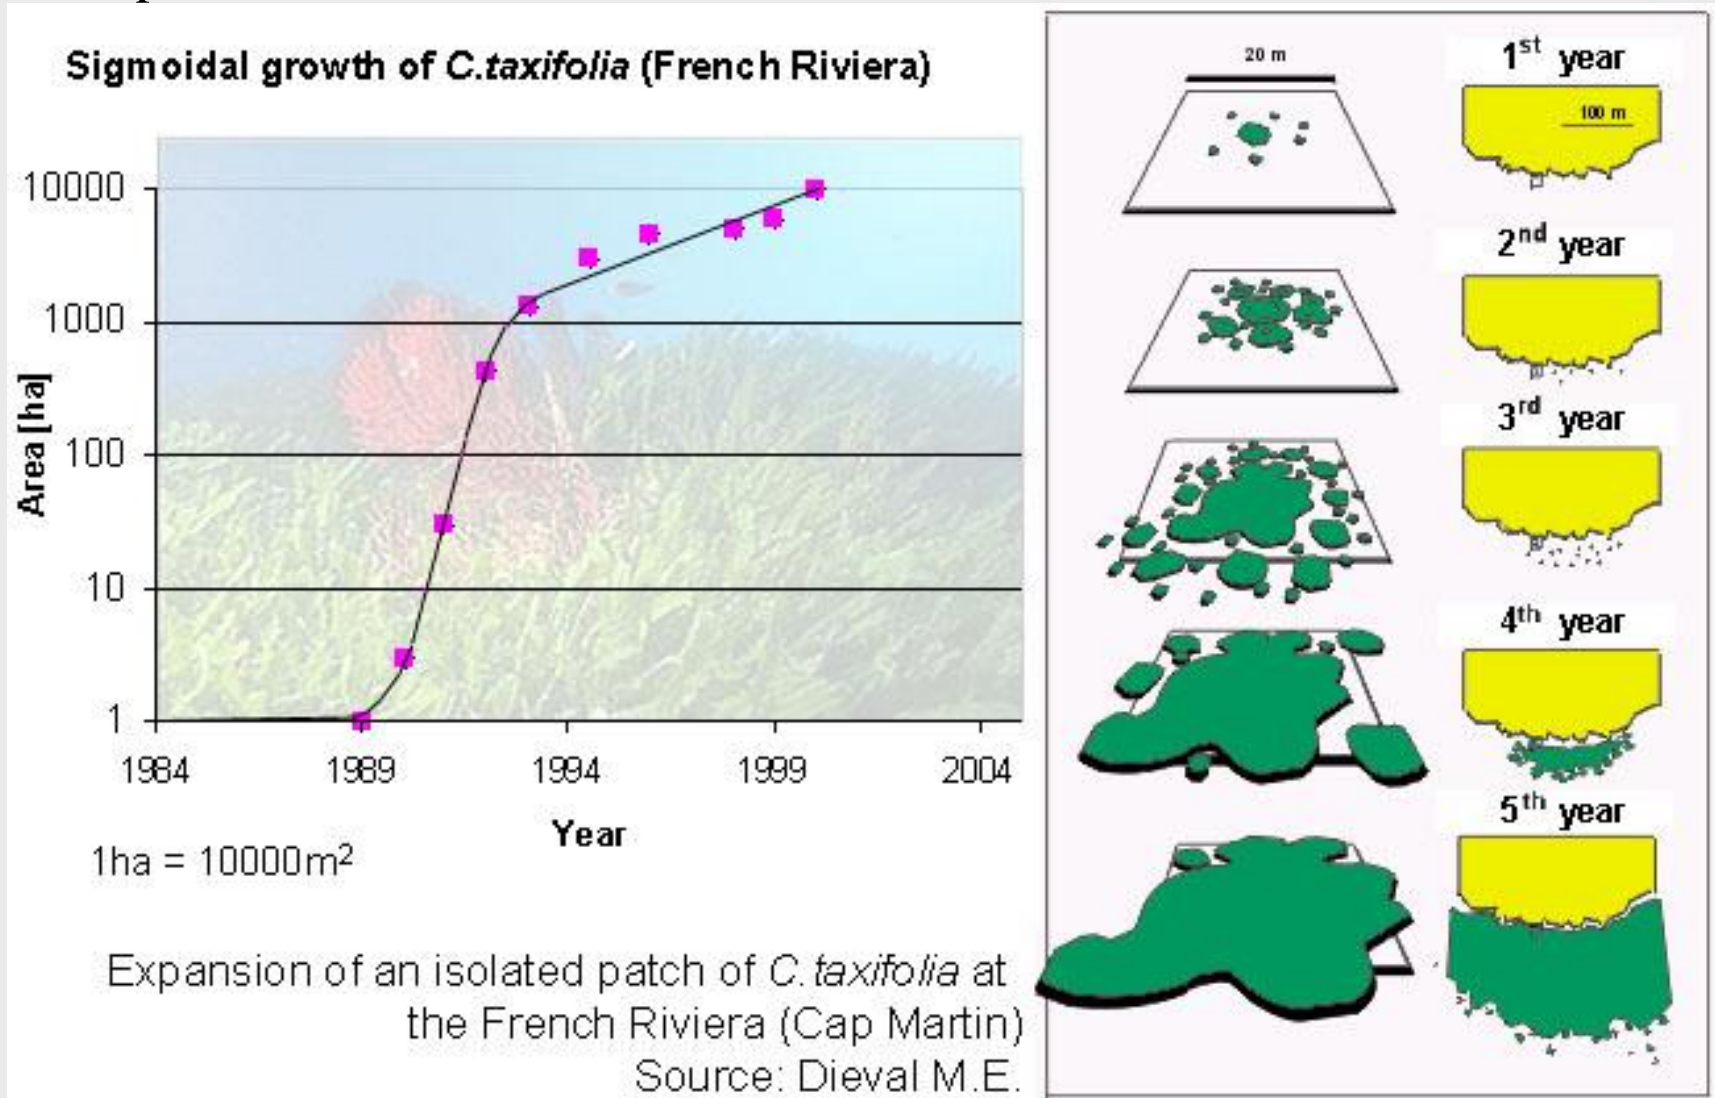 Sigmoidal growth of C.taxifolia (French Riviera)
10000
1000
100
10
1
Area [ha]
1984 1989 1994 1999 2004
Year
1ha = 10000m²
Expansion of an isolated patch of C.taxifolia at
the French Riviera (Cap Martin)
Source: Dieval M.E.
20 m
1st year
100 m
2nd year
3rd year
4th year
5th year